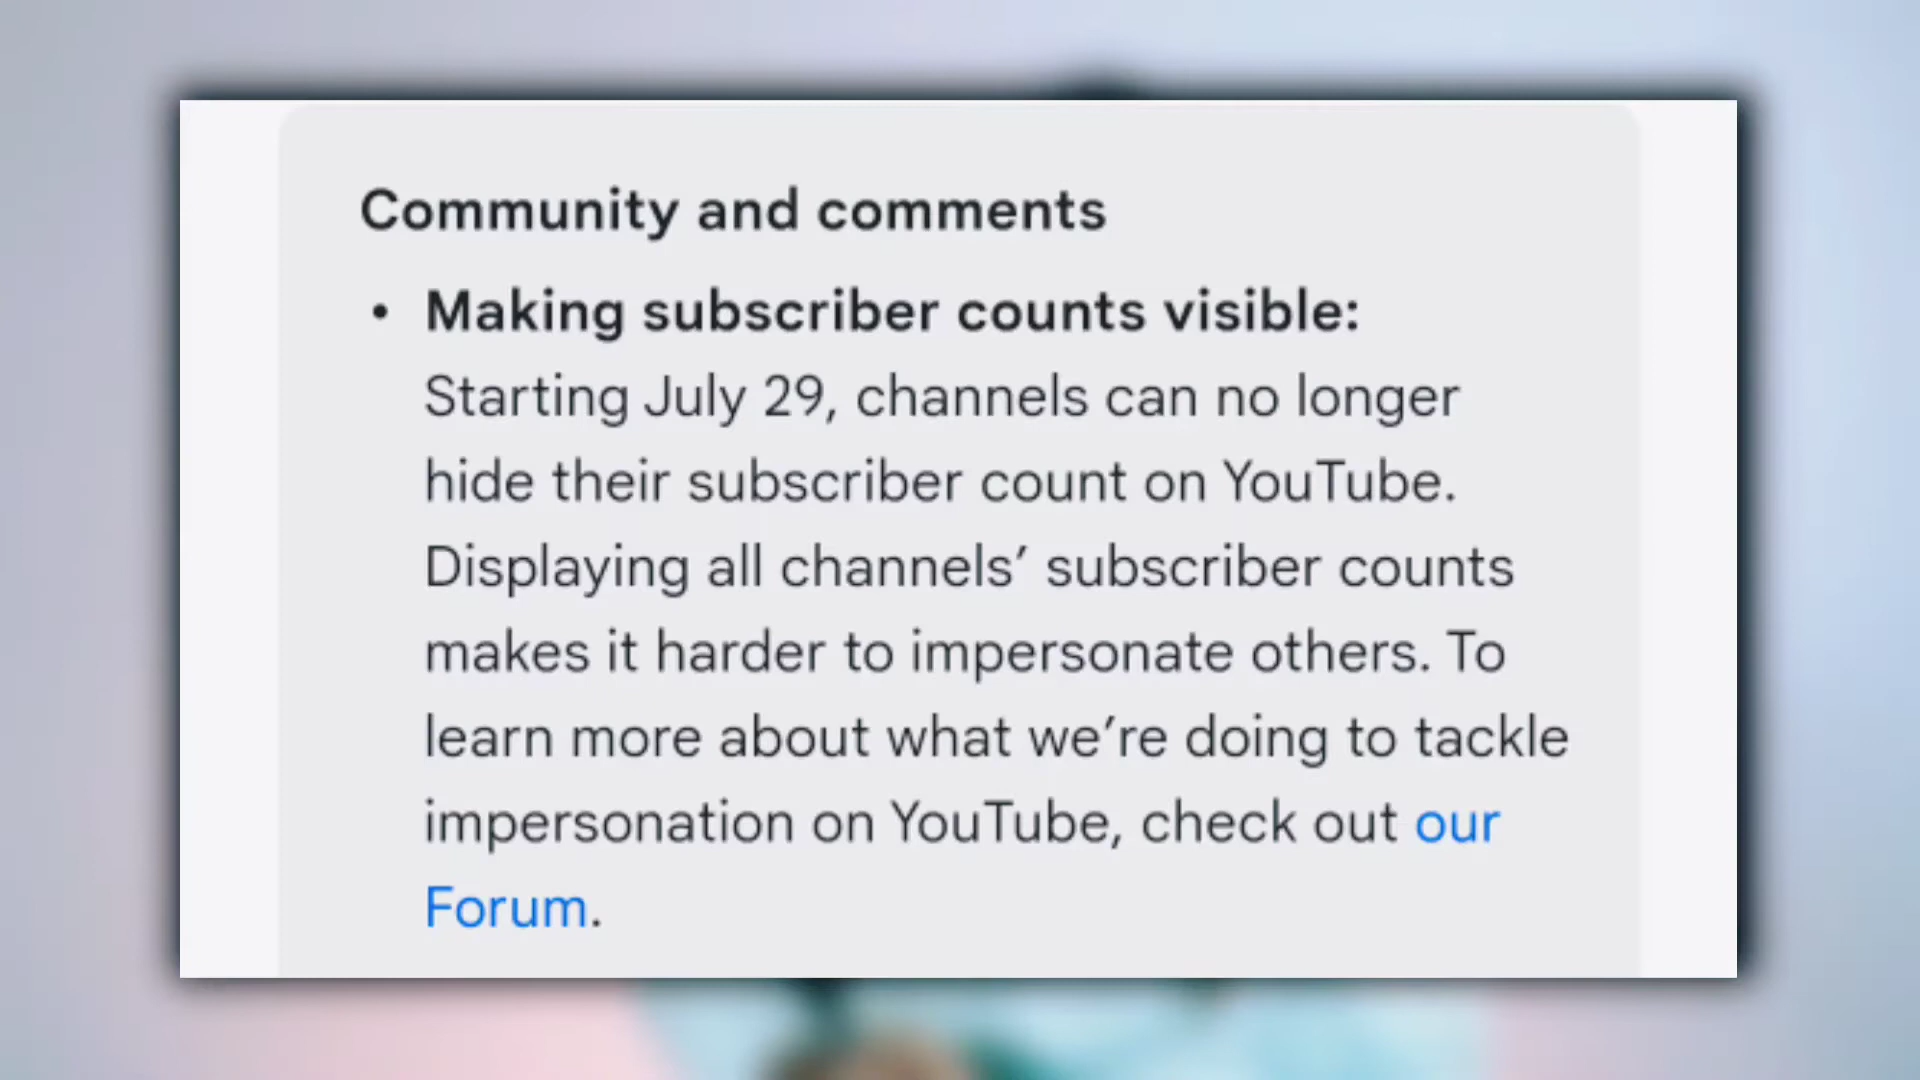 Community and comments
• Making subscriber counts visible:
Starting July 29, channels can no longer
hide their subscriber count on YouTube.
Displaying all channels’ subscriber counts
makes it harder to impersonate others. To
learn more about what we’re doing to tackle
impersonation on YouTube, check out our
Forum.